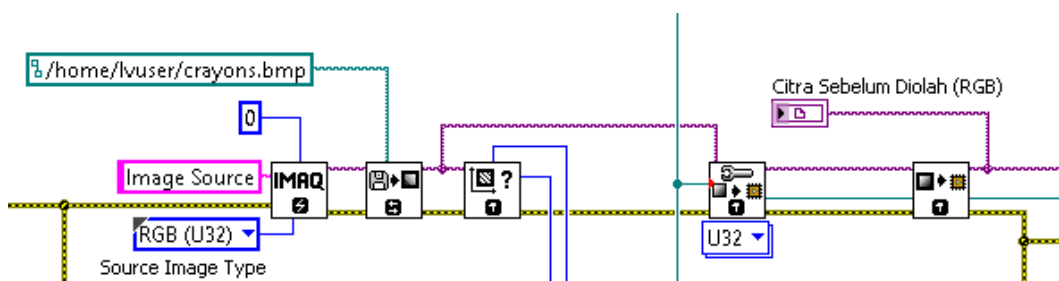 /home/lvuser/crayons.bmp
Citra Sebelum Diolah (RGB)
0
Image Source
IMAQ
?
RGB (U32)
U32
Source Image Type